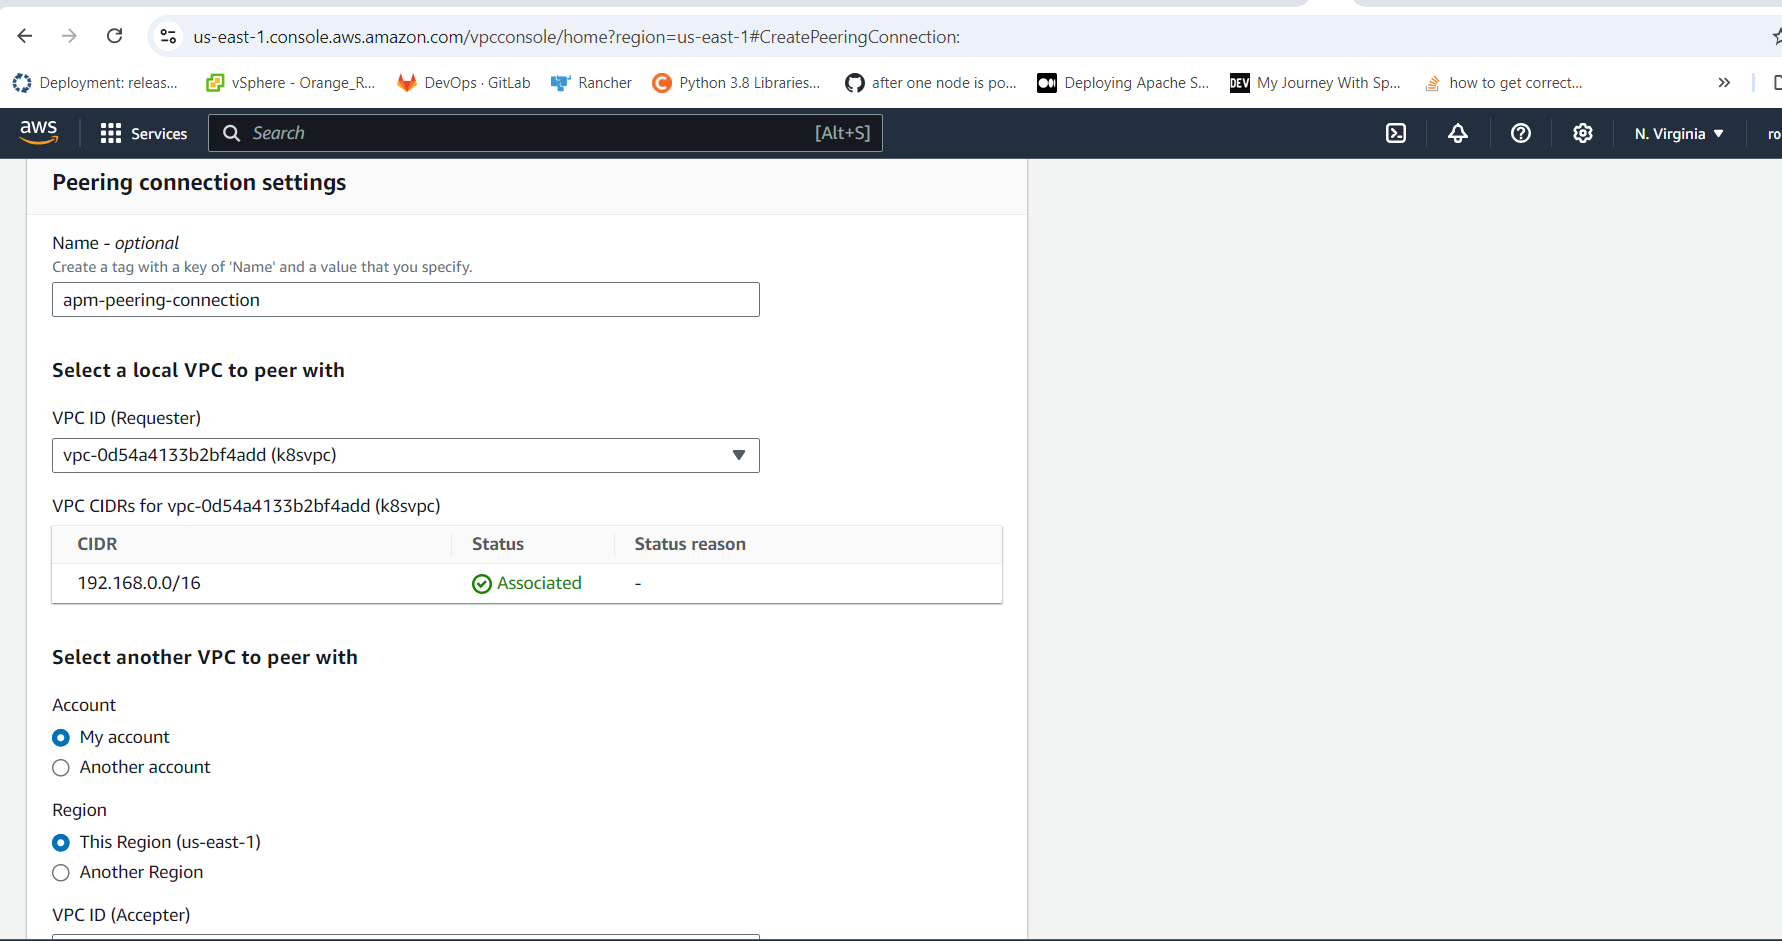 us-east-1.console.aws.amazon.com/vpcconsole/home?region=us-east-1#CreatePeeringConnection:
Deployment: releas... vSphere - Orange_R... DevOps · GitLab Rancher Python 3.8 Libraries... after one node is po... Deploying Apache S... DEV My Journey With Sp... how to get correct... »
aws Services Search [Alt+S] N. Virginia ro
Peering connection settings
Name - optional
Create a tag with a key of 'Name' and a value that you specify.
apm-peering-connection
Select a local VPC to peer with
VPC ID (Requester)
vpc-0d54a4133b2bf4add (k8svpc)
VPC CIDRs for vpc-0d54a4133b2bf4add (k8svpc)
CIDR Status Status reason
192.168.0.0/16 Associated -
Select another VPC to peer with
Account
My account
Another account
Region
This Region (us-east-1)
Another Region
VPC ID (Accepter)